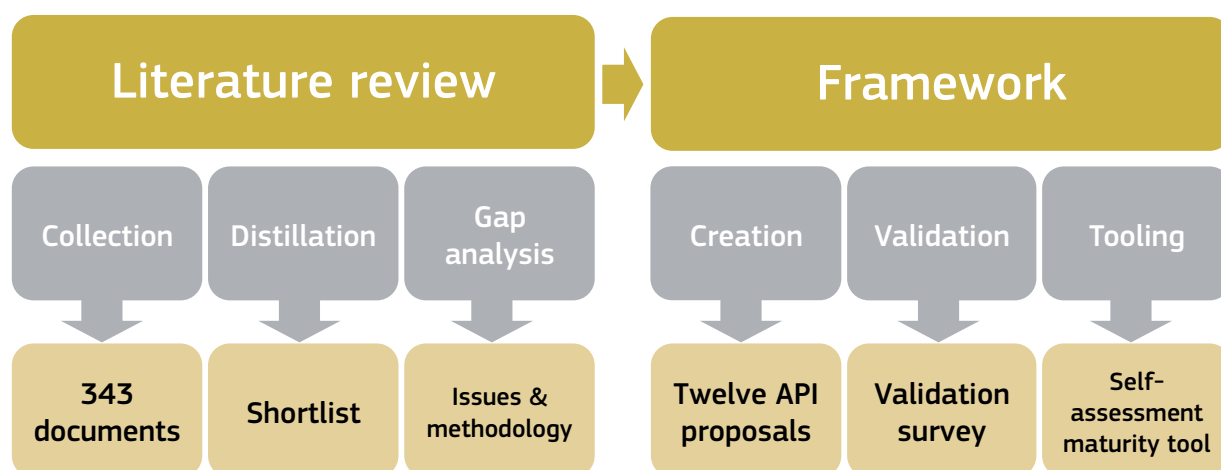 Literature review
Framework
Collection
Distillation
Gap
analysis
Creation
Validation
Tooling
343
documents
Shortlist
Issues &
methodology
Twelve API
proposals
Validation
survey
Self-
assessment
maturity tool